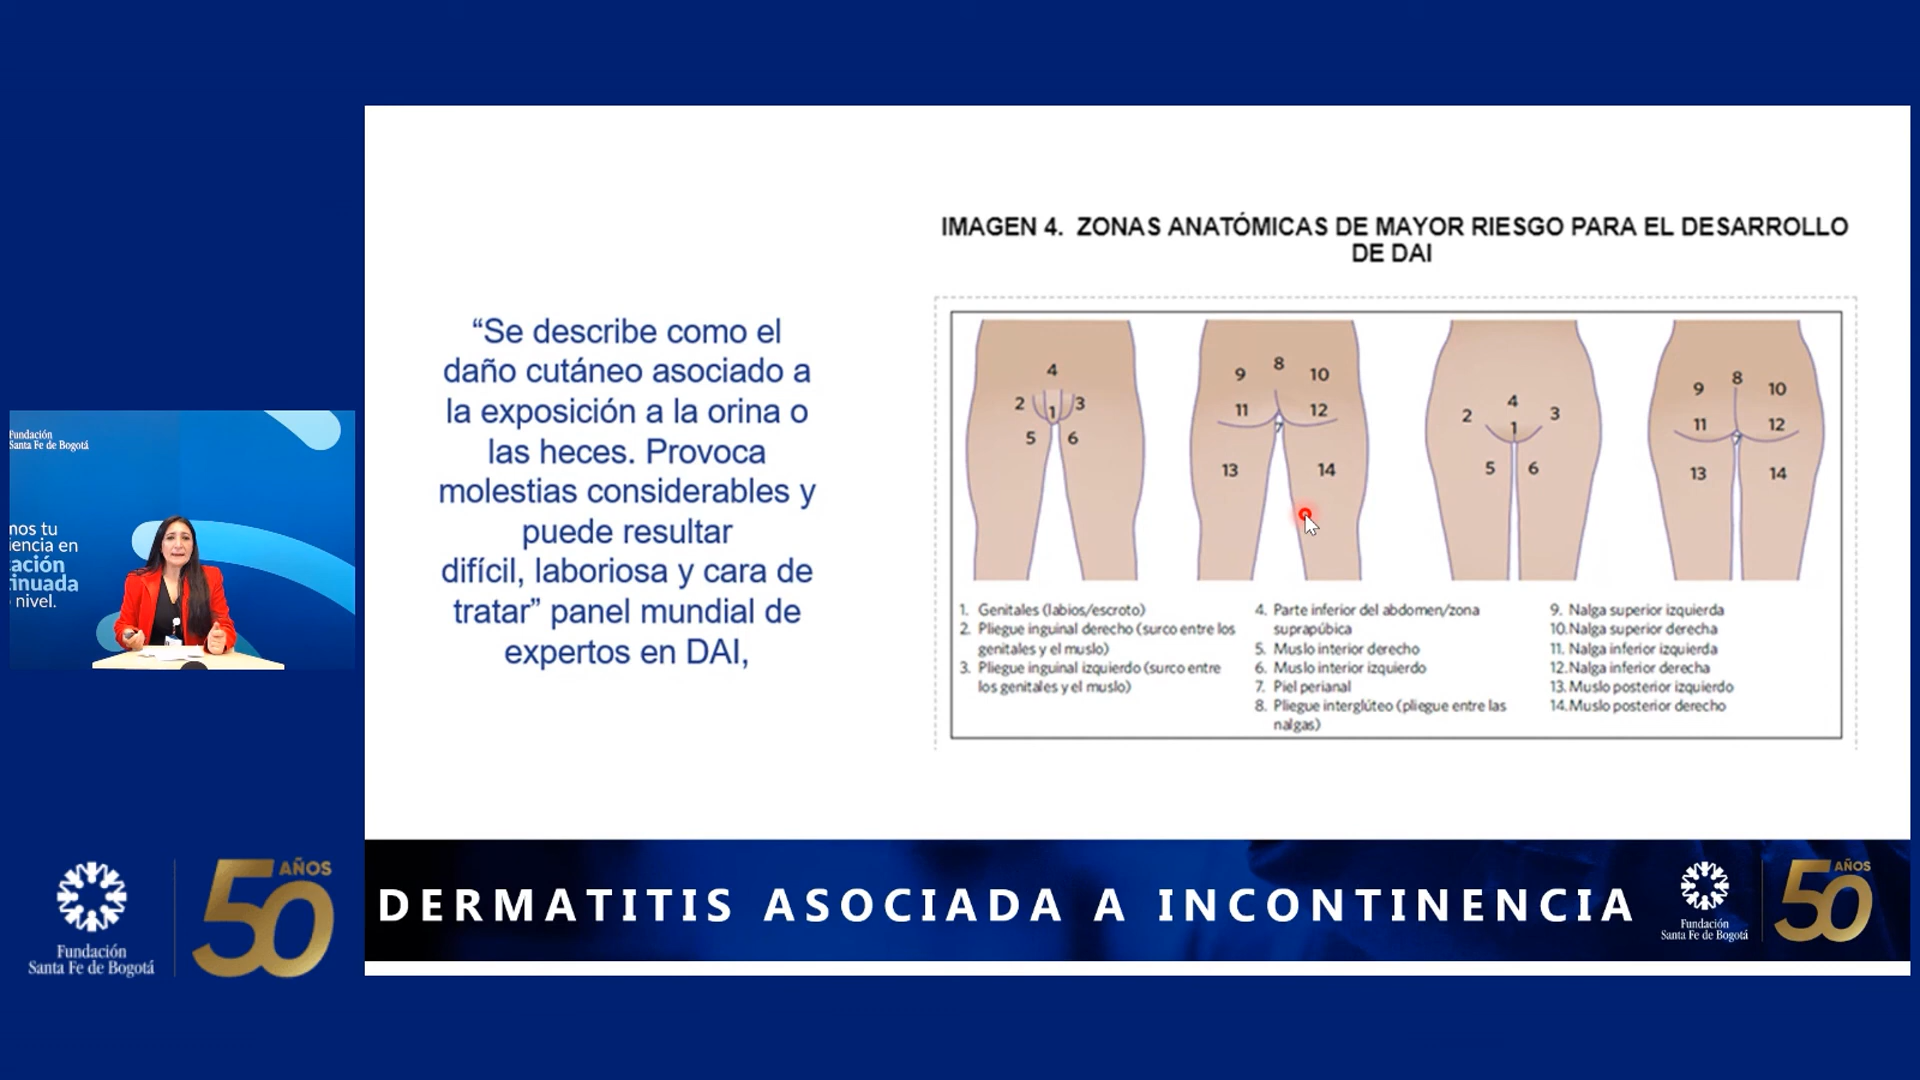 IMAGEN 4. ZONAS ANATÓMICAS DE MAYOR RIESGO PARA EL DESARROLLO
DE DAI
“Se describe como el
daño cutáneo asociado a
la exposición a la orina o
las heces. Provoca
molestias considerables y
puede resultar
difícil, laboriosa y cara de
tratar” panel mundial de
expertos en DAI,
4
2 1 3
5 6
8
9 10
11 12
7
13 14
4
2 3
1
5 6
8
9 10
11 12
7
13 14
1. Genitales (labios/escroto)
2. Pliegue inguinal derecho (surco entre los
genitales y el muslo)
3. Pliegue inguinal izquierdo (surco entre
los genitales y el muslo)
4. Parte inferior del abdomen/zona
suprapúbica
5. Muslo interior derecho
6. Muslo interior izquierdo
7. Piel perianal
8. Pliegue interglúteo (pliegue entre las
nalgas)
9. Nalga superior izquierda
10. Nalga superior derecha
11. Nalga inferior izquierda
12. Nalga inferior derecha
13. Muslo posterior izquierdo
14. Muslo posterior derecho
Fundación
Santa Fe de Bogotá
mos tu
iencia en
cación
tinuada
nivel.
Fundación
Santa Fe de Bogotá
50 AÑOS
DERMATITIS ASOCIADA A INCONTINENCIA
Fundación
Santa Fe de Bogotá
50 AÑOS